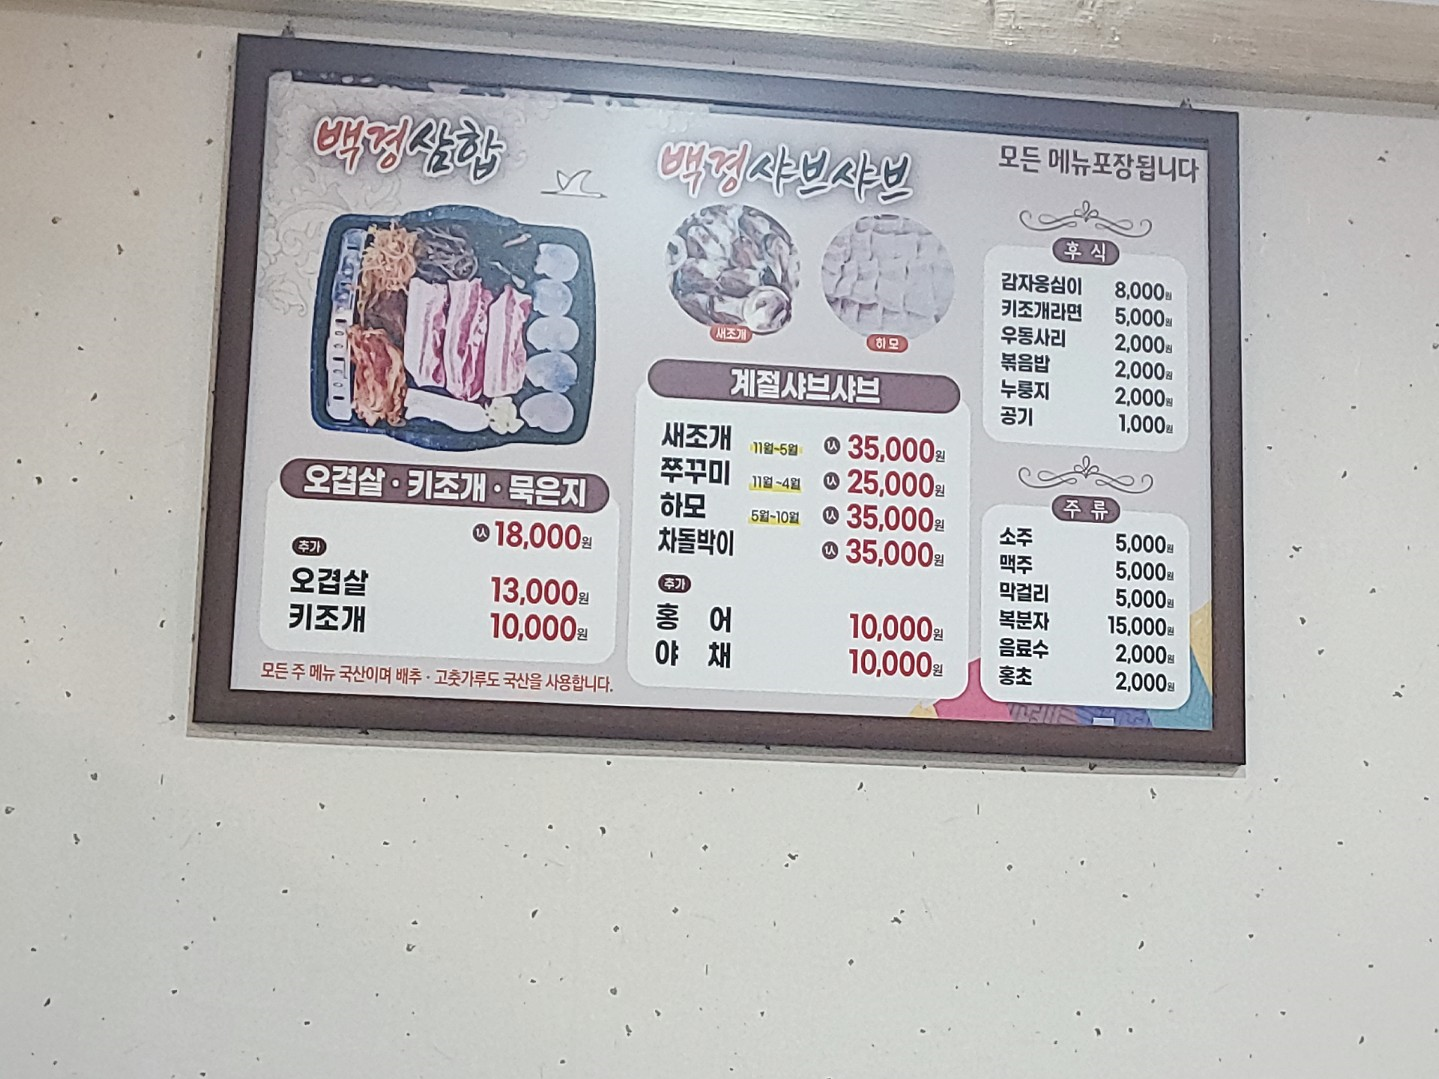 백경삼합
오겹살·키조개·묵은지
1人 18,000원
추가
오겹살 13,000원
키조개 10,000원
모든 주 메뉴 국산이며 배추·고춧가루도 국산을 사용합니다.
백경샤브샤브
새조개
하모
계절샤브샤브
새조개 11월~5월 1人 35,000원
쭈꾸미 11월~4월 1人 25,000원
하모 5월~10월 1人 35,000원
차돌박이 1人 35,000원
추가
홍 어 10,000원
야 채 10,000원
모든 메뉴포장됩니다
후 식
감자옹심이 8,000원
키조개라면 5,000원
우동사리 2,000원
볶음밥 2,000원
누룽지 2,000원
공기 1,000원
주 류
소주 5,000원
맥주 5,000원
막걸리 5,000원
복분자 15,000원
음료수 2,000원
홍초 2,000원